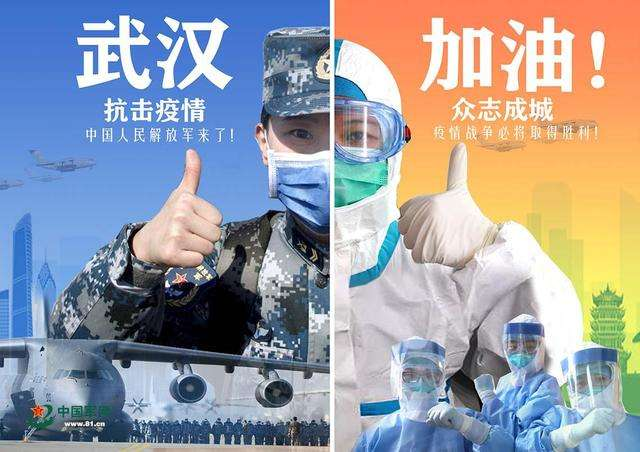 武汉
抗击疫情
中国人民解放军来了!
加油!
众志成城
疫情战争必将取得胜利!
中国军网
www.81.cn